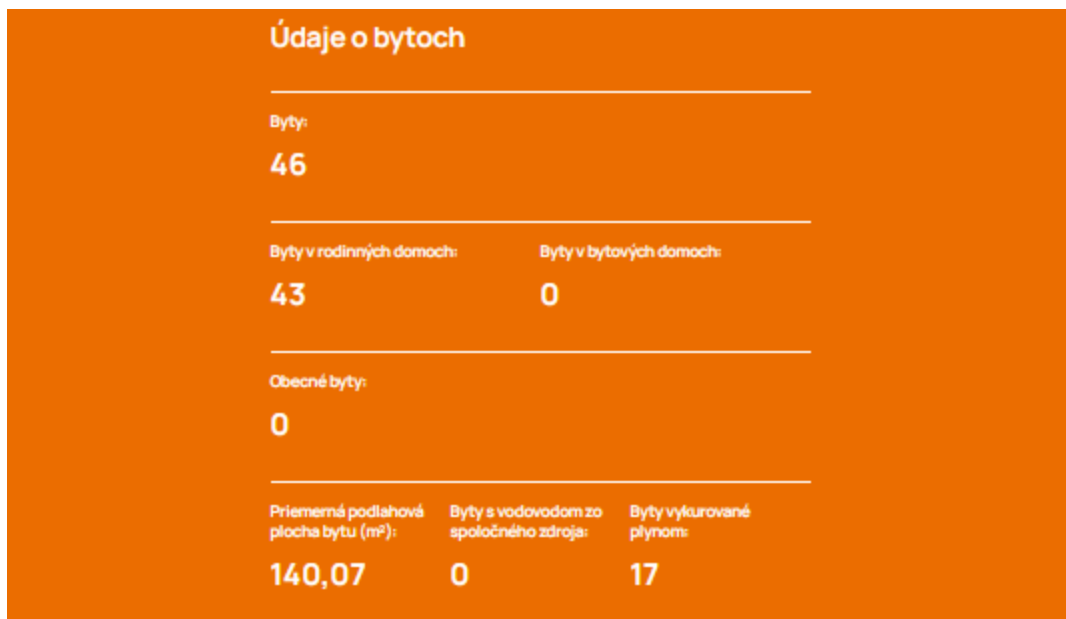 Údaje o bytoch
Byty:
46
Byty v rodinných domoch:
43
Byty v bytových domoch:
0
Obecné byty:
0
Priemerná podlahová
plocha bytu (m²):
140,07
Byty s vodovodom zo
spoločného zdroja:
0
Byty vykurované
plynom:
17